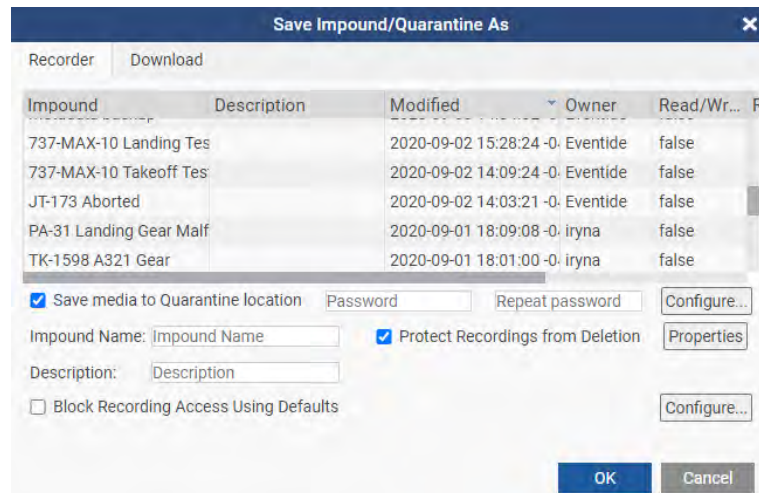 Save Impound/Quarantine As
Recorder Download
Impound Description Modified Owner Read/Wr...
737-MAX-10 Landing Tes 2020-09-02 15:28:24 -0 Eventide false
737-MAX-10 Takeoff Tes 2020-09-02 14:09:24 -0 Eventide false
JT-173 Aborted 2020-09-02 14:03:21 -0 Eventide false
PA-31 Landing Gear Malf 2020-09-01 18:09:08 -0 iryna false
TK-1598 A321 Gear 2020-09-01 18:01:00 -0 iryna false
Save media to Quarantine location Password Repeat password Configure...
Impound Name: Impound Name Protect Recordings from Deletion Properties
Description: Description
Block Recording Access Using Defaults Configure...
OK Cancel